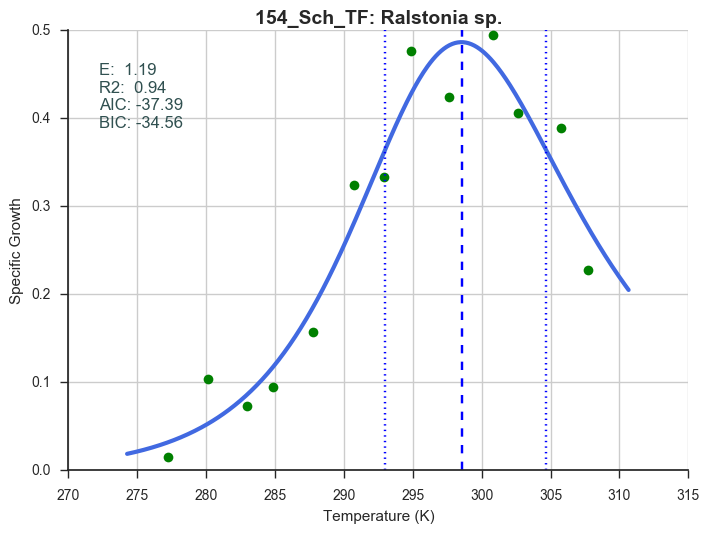 154_Sch_TF: Ralstonia sp.
E:  1.19
R2:  0.94
AIC: -37.39
BIC: -34.56
Specific Growth
0.5
0.4
0.3
0.2
0.1
0.0
270 275 280 285 290 295 300 305 310 315
Temperature (K)